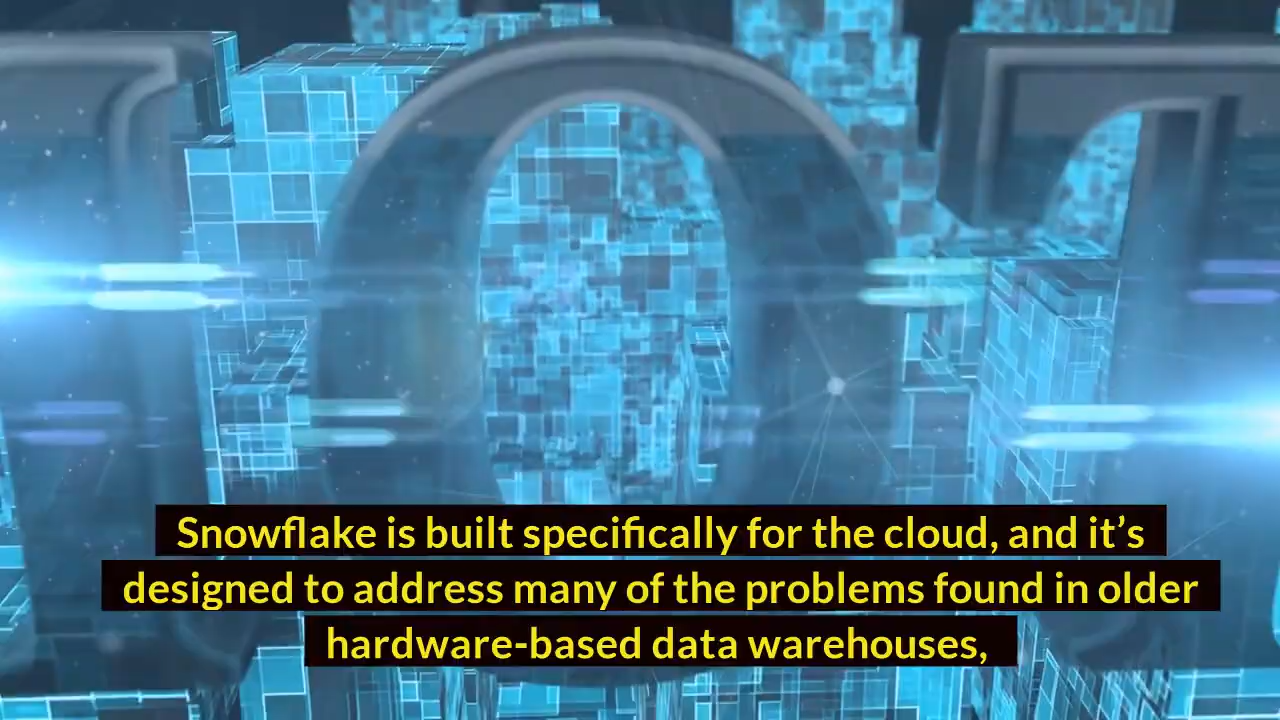 IOT
Snowflake is built specifically for the cloud, and it’s
designed to address many of the problems found in older
hardware-based data warehouses,